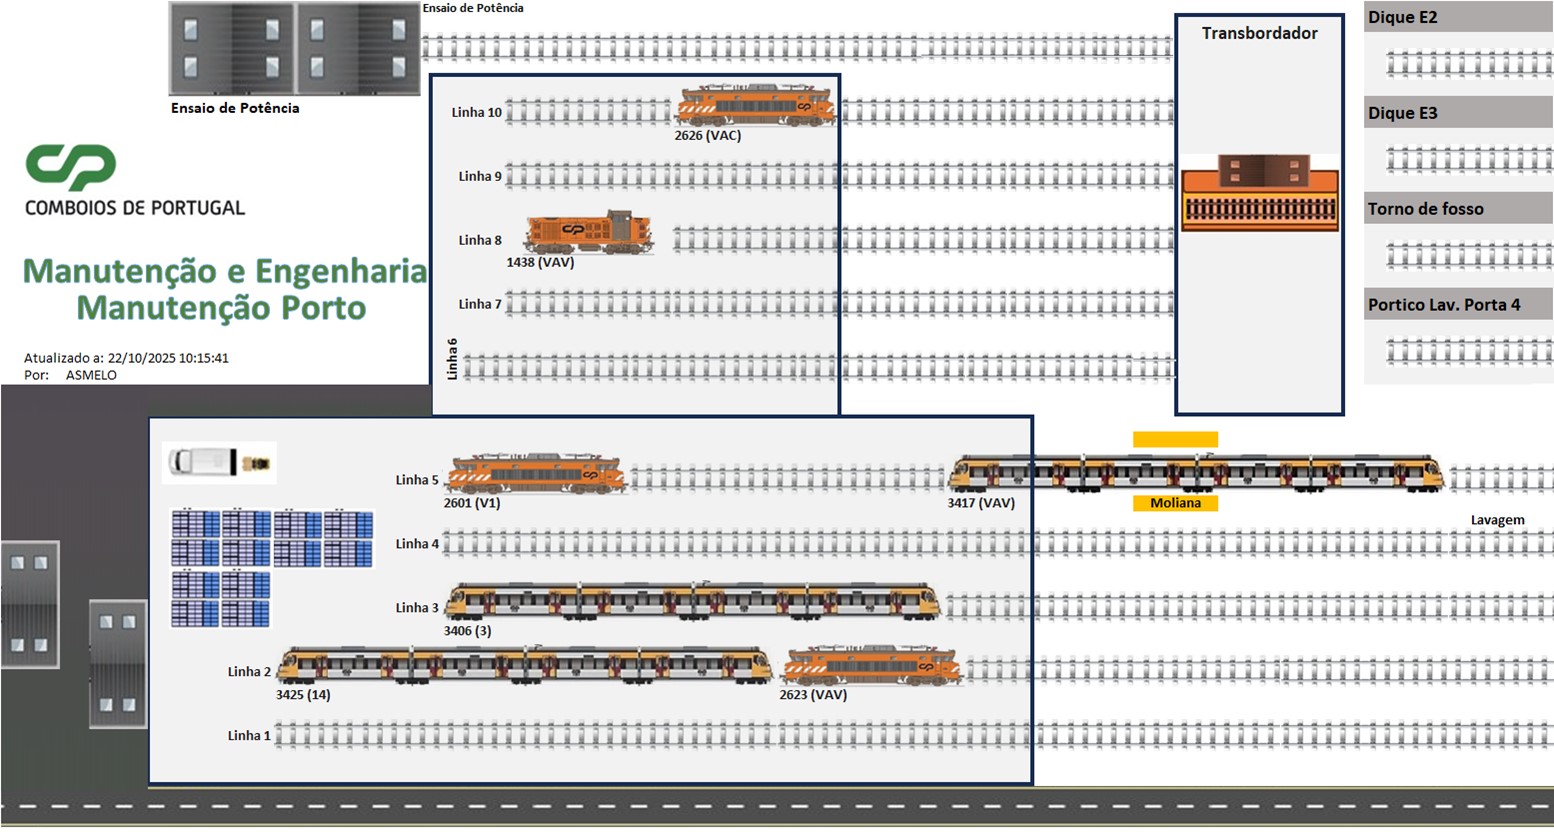 Ensaio de Potência
Ensaio de Potência
CP
COMBOIOS DE PORTUGAL
Manutenção e Engenharia
Manutenção Porto
Atualizado a: 22/10/2025 10:15:41
Por: ASMELO
Linha 10
2626 (VAC)
Linha 9
Linha 8
1438 (VAV)
Linha 7
Linha 6
Transbordador
Dique E2
Dique E3
Torno de fosso
Portico Lav. Porta 4
Linha 5
2601 (V1)
3417 (VAV)
Moliana
Lavagem
Linha 4
Linha 3
3406 (3)
Linha 2
3425 (14)
2623 (VAV)
Linha 1